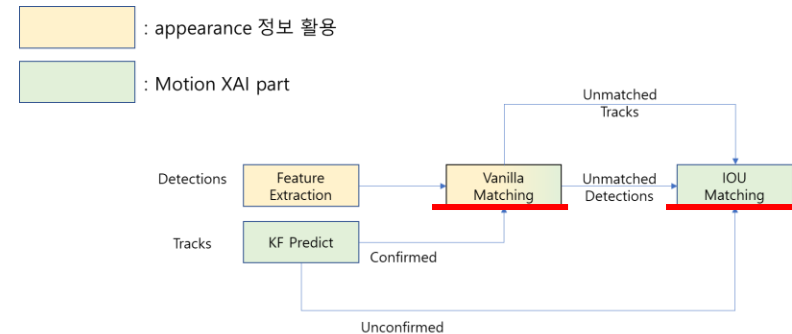 : appearance 정보 활용
: Motion XAI part
Unmatched
Tracks
Detections
Feature
Extraction
Vanilla
Matching
Unmatched
Detections
IOU
Matching
Tracks
KF Predict
Confirmed
Unconfirmed